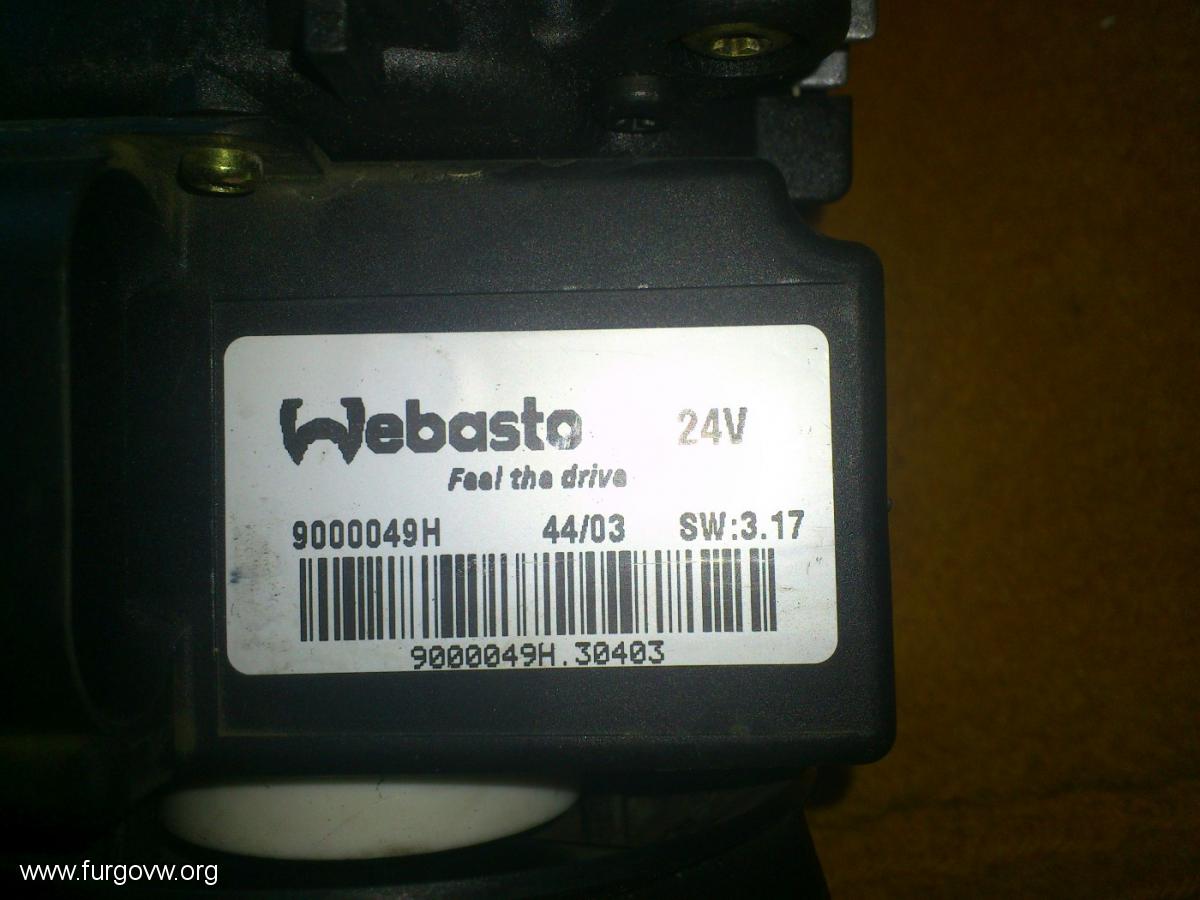 Webasto 24V
Feel the drive
9000049H 44/03 SW:3.17
9000049H.30403
www.furgovw.org